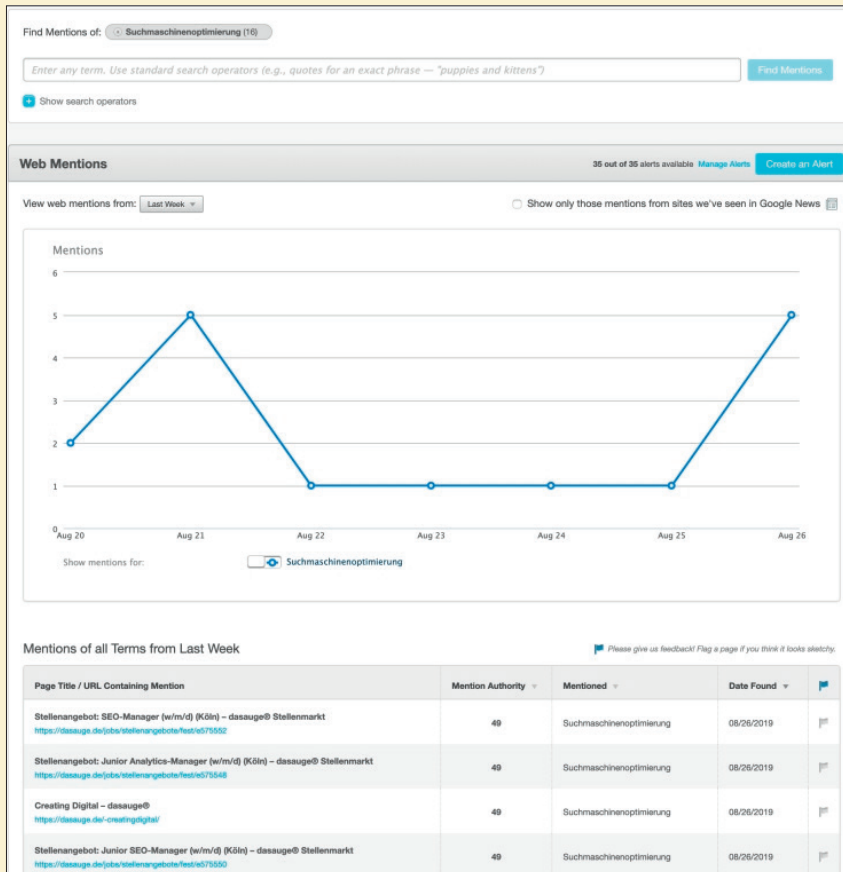 Find Mentions of: Suchmaschinenoptimierung (16)
Enter any term. Use standard search operators (e.g., quotes for an exact phrase — "puppies and kittens")
Find Mentions
Show search operators
Web Mentions
35 out of 35 alerts available Manage Alerts Create an Alert
View web mentions from: Last Week
Show only those mentions from sites we've seen in Google News
Mentions
6
5
4
3
2
1
0
Aug 20 Aug 21 Aug 22 Aug 23 Aug 24 Aug 25 Aug 26
Show mentions for: Suchmaschinenoptimierung
Mentions of all Terms from Last Week
Please give us feedback! Flag a page if you think it looks sketchy.
Page Title / URL Containing Mention Mention Authority Mentioned Date Found
Stellenangebot: SEO-Manager (w/m/d) (Köln) – dasauge® Stellenmarkt
https://dasauge.de/jobs/stellenangebote/fest/e575552
49 Suchmaschinenoptimierung 08/26/2019
Stellenangebot: Junior Analytics-Manager (w/m/d) (Köln) – dasauge® Stellenmarkt
https://dasauge.de/jobs/stellenangebote/fest/e575548
49 Suchmaschinenoptimierung 08/26/2019
Creating Digital – dasauge®
https://dasauge.de/-creatingdigital/
49 Suchmaschinenoptimierung 08/26/2019
Stellenangebot: Junior SEO-Manager (w/m/d) (Köln) – dasauge® Stellenmarkt
https://dasauge.de/jobs/stellenangebote/fest/e575550
49 Suchmaschinenoptimierung 08/26/2019